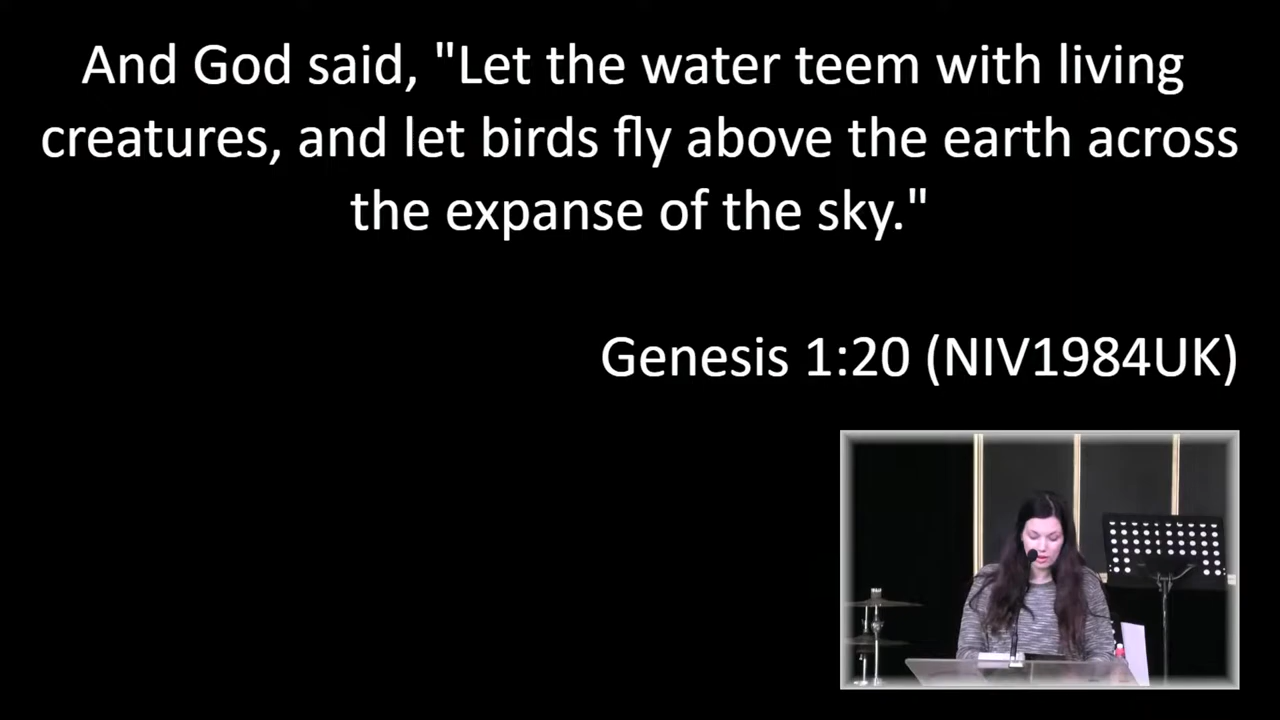 And God said, "Let the water teem with living
creatures, and let birds fly above the earth across
the expanse of the sky."
Genesis 1:20 (NIV1984UK)